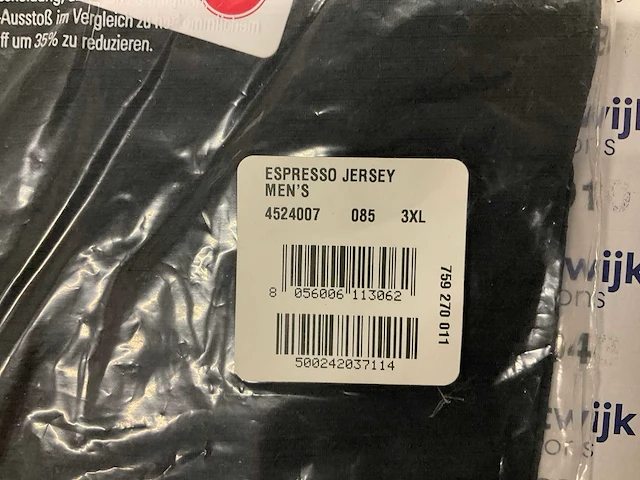 -Ausstoß im Vergleich zu
ff um 35% zu reduzieren.
ESPRESSO JERSEY
MEN'S
4524007 085 3XL
8 056006 113062
759 270 011
500242037114
wijk
ons
wijk
ons
wijk
ons